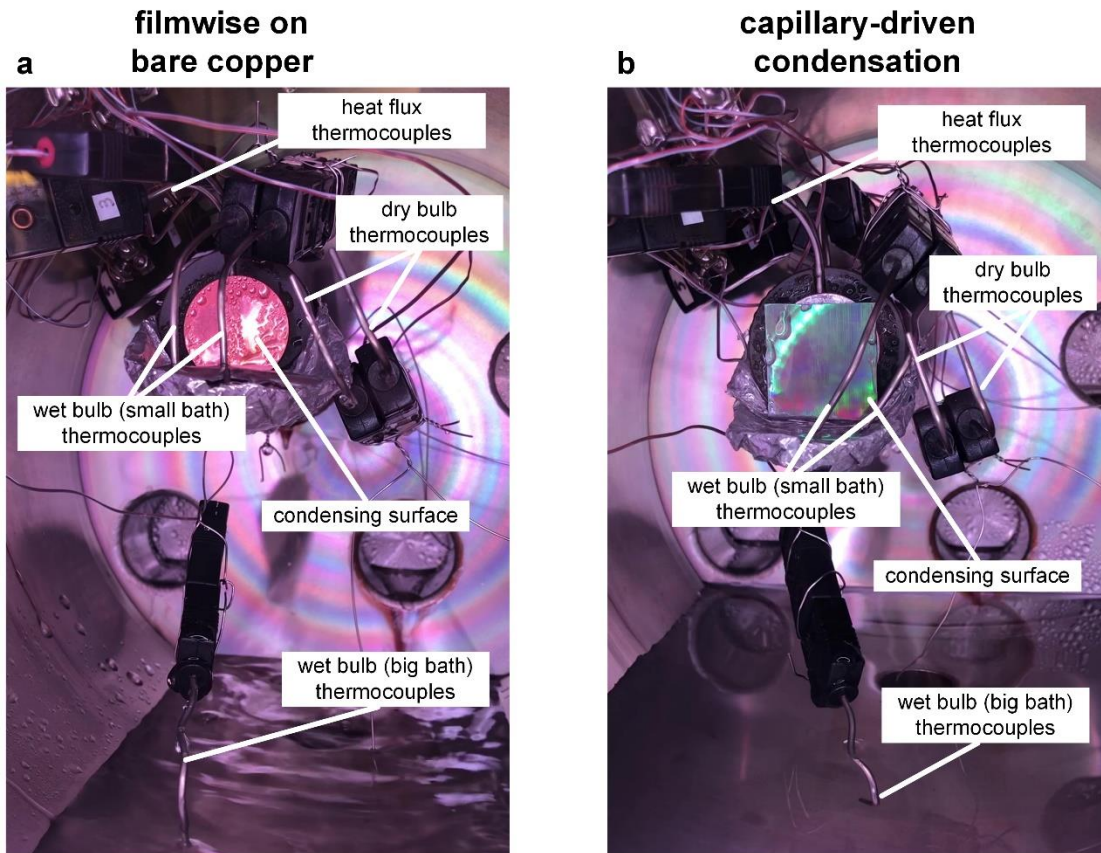 filmwise on
bare copper
a
heat flux
thermocouples
dry bulb
thermocouples
wet bulb (small bath)
thermocouples
condensing surface
wet bulb (big bath)
thermocouples
capillary-driven
condensation
b
heat flux
thermocouples
dry bulb
thermocouples
wet bulb (small bath)
thermocouples
condensing surface
wet bulb (big bath)
thermocouples
3